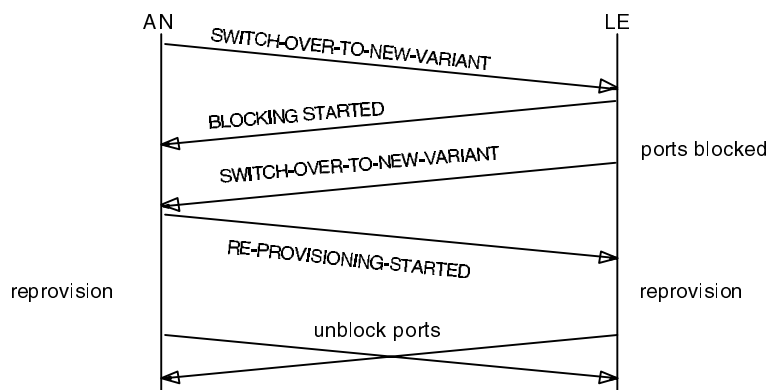 AN
LE
SWITCH-OVER-TO-NEW-VARIANT
BLOCKING STARTED
ports blocked
SWITCH-OVER-TO-NEW-VARIANT
RE-PROVISIONING-STARTED
reprovision
reprovision
unblock ports